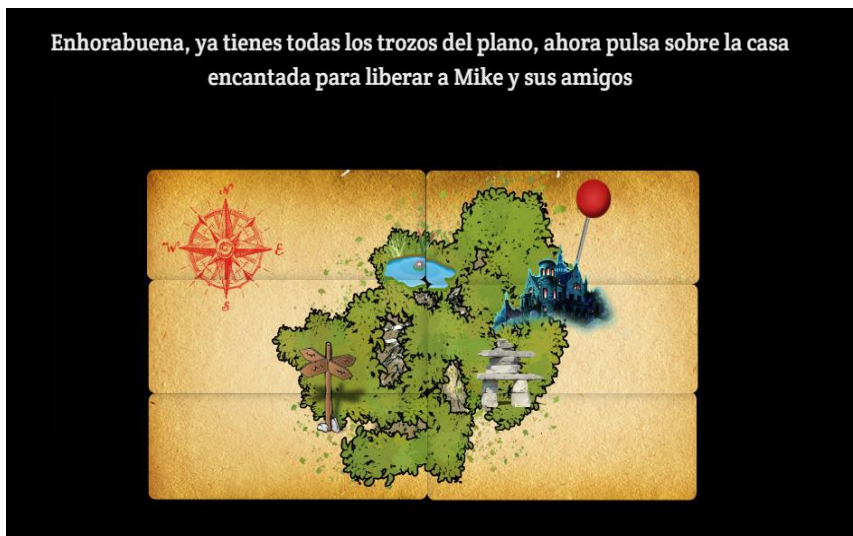 Enhorabuena, ya tienes todas los trozos del plano, ahora pulsa sobre la casa
encantada para liberar a Mike y sus amigos
N
W E
S